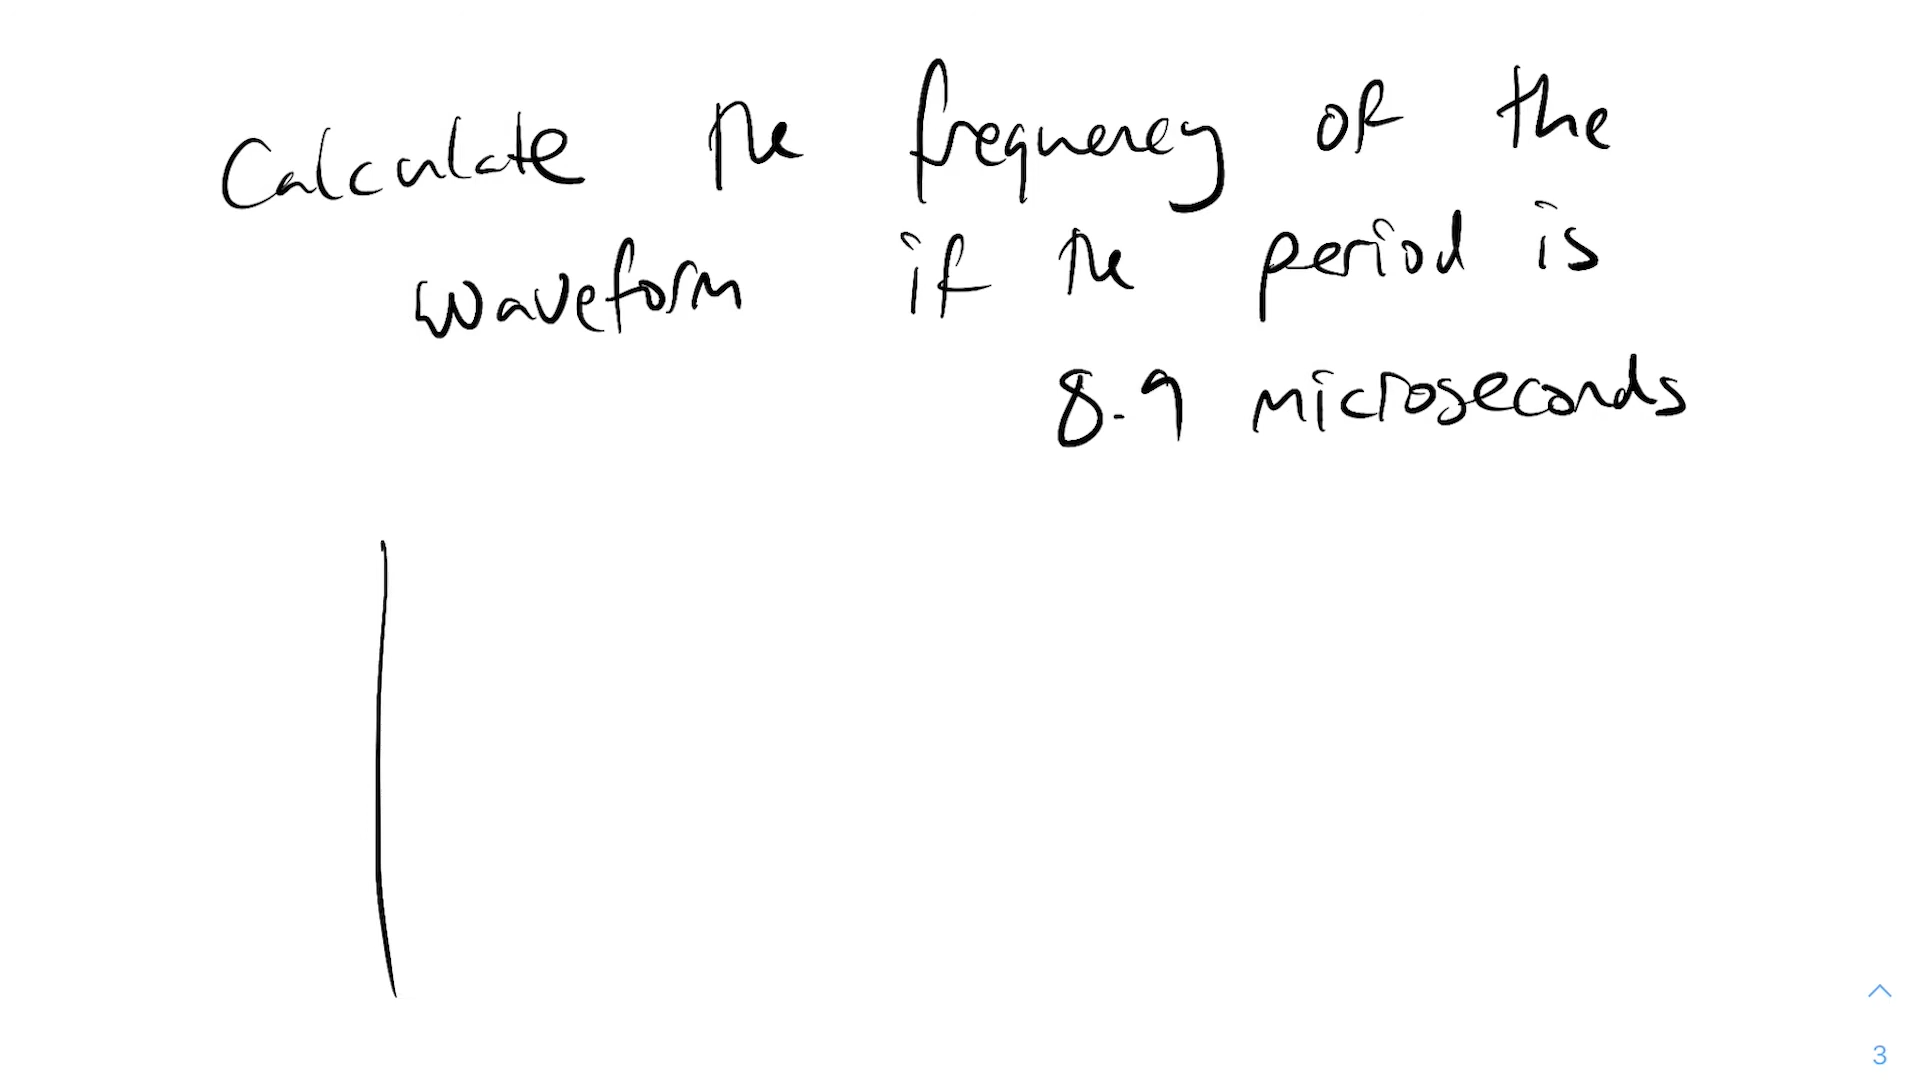 Calculate the frequency of the
waveform if the period is
8.9 microseconds
3